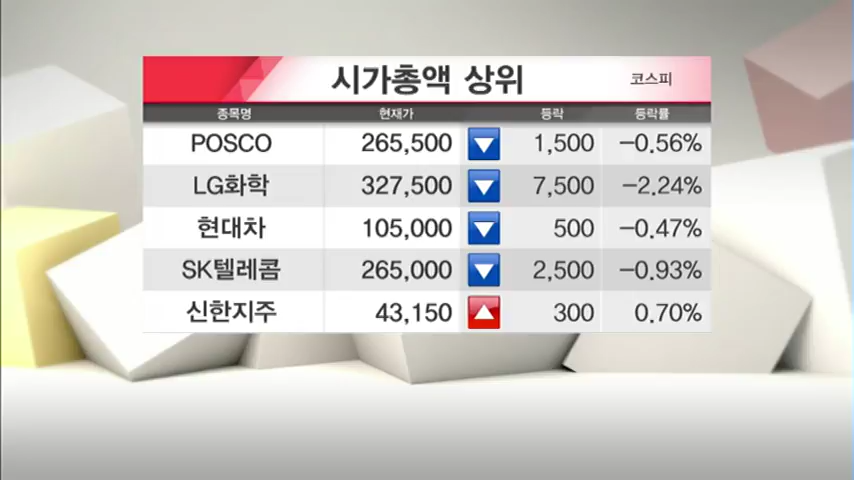 시가총액 상위 코스피
종목명 현재가 등락 등락률
POSCO 265,500 ▼ 1,500 -0.56%
LG화학 327,500 ▼ 7,500 -2.24%
현대차 105,000 ▼ 500 -0.47%
SK텔레콤 265,000 ▼ 2,500 -0.93%
신한지주 43,150 ▲ 300 0.70%